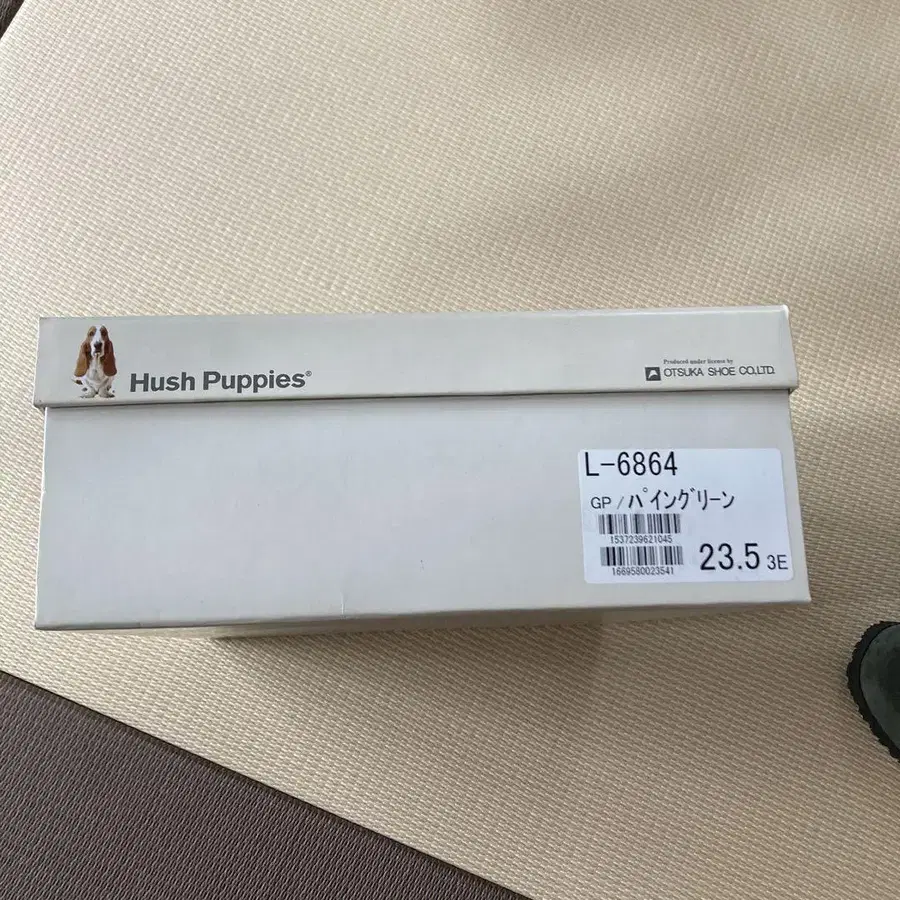 Hush Puppies®
Produced under license by
OTSUKA SHOE CO.,LTD.
L-6864
GP/パイングリーン
1537239621045
1669580023541
23.5 3E